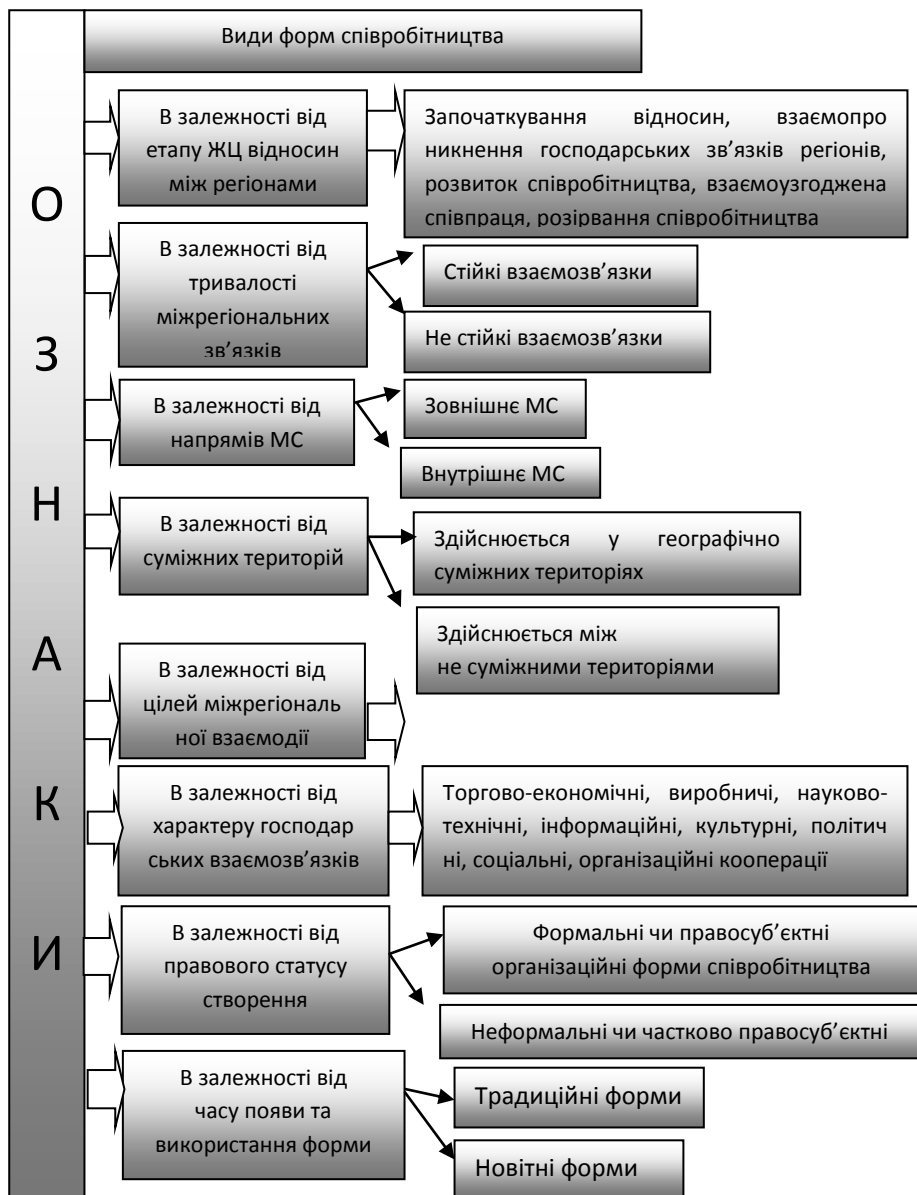 Види форм співробітництва
О
З
Н
А
К
И
В залежності від
етапу ЖЦ відносин
між регіонами
Започаткування відносин, взаємопро
никнення господарських зв’язків регіонів,
розвиток співробітництва, взаємоузгоджена
співпраця, розірвання співробітництва
В залежності від
тривалості
міжрегіональних
зв’язків
Стійкі взаємозв’язки
Не стійкі взаємозв’язки
В залежності від
напрямів МС
Зовнішнє МС
Внутрішнє МС
В залежності від
суміжних територій
Здійснюється у географічно
суміжних територіях
Здійснюється між
не суміжними територіями
В залежності від
цілей міжрегіональ
ної взаємодії
В залежності від
характеру господар
ських взаємозв’язків
Торгово-економічні, виробничі, науково-
технічні, інформаційні, культурні, політич
ні, соціальні, організаційні кооперації
В залежності від
правового статусу
створення
Формальні чи правосуб’єктні
організаційні форми співробітництва
Неформальні чи частково правосуб’єктні
В залежності від
часу появи та
використання форми
Традиційні форми
Новітні форми